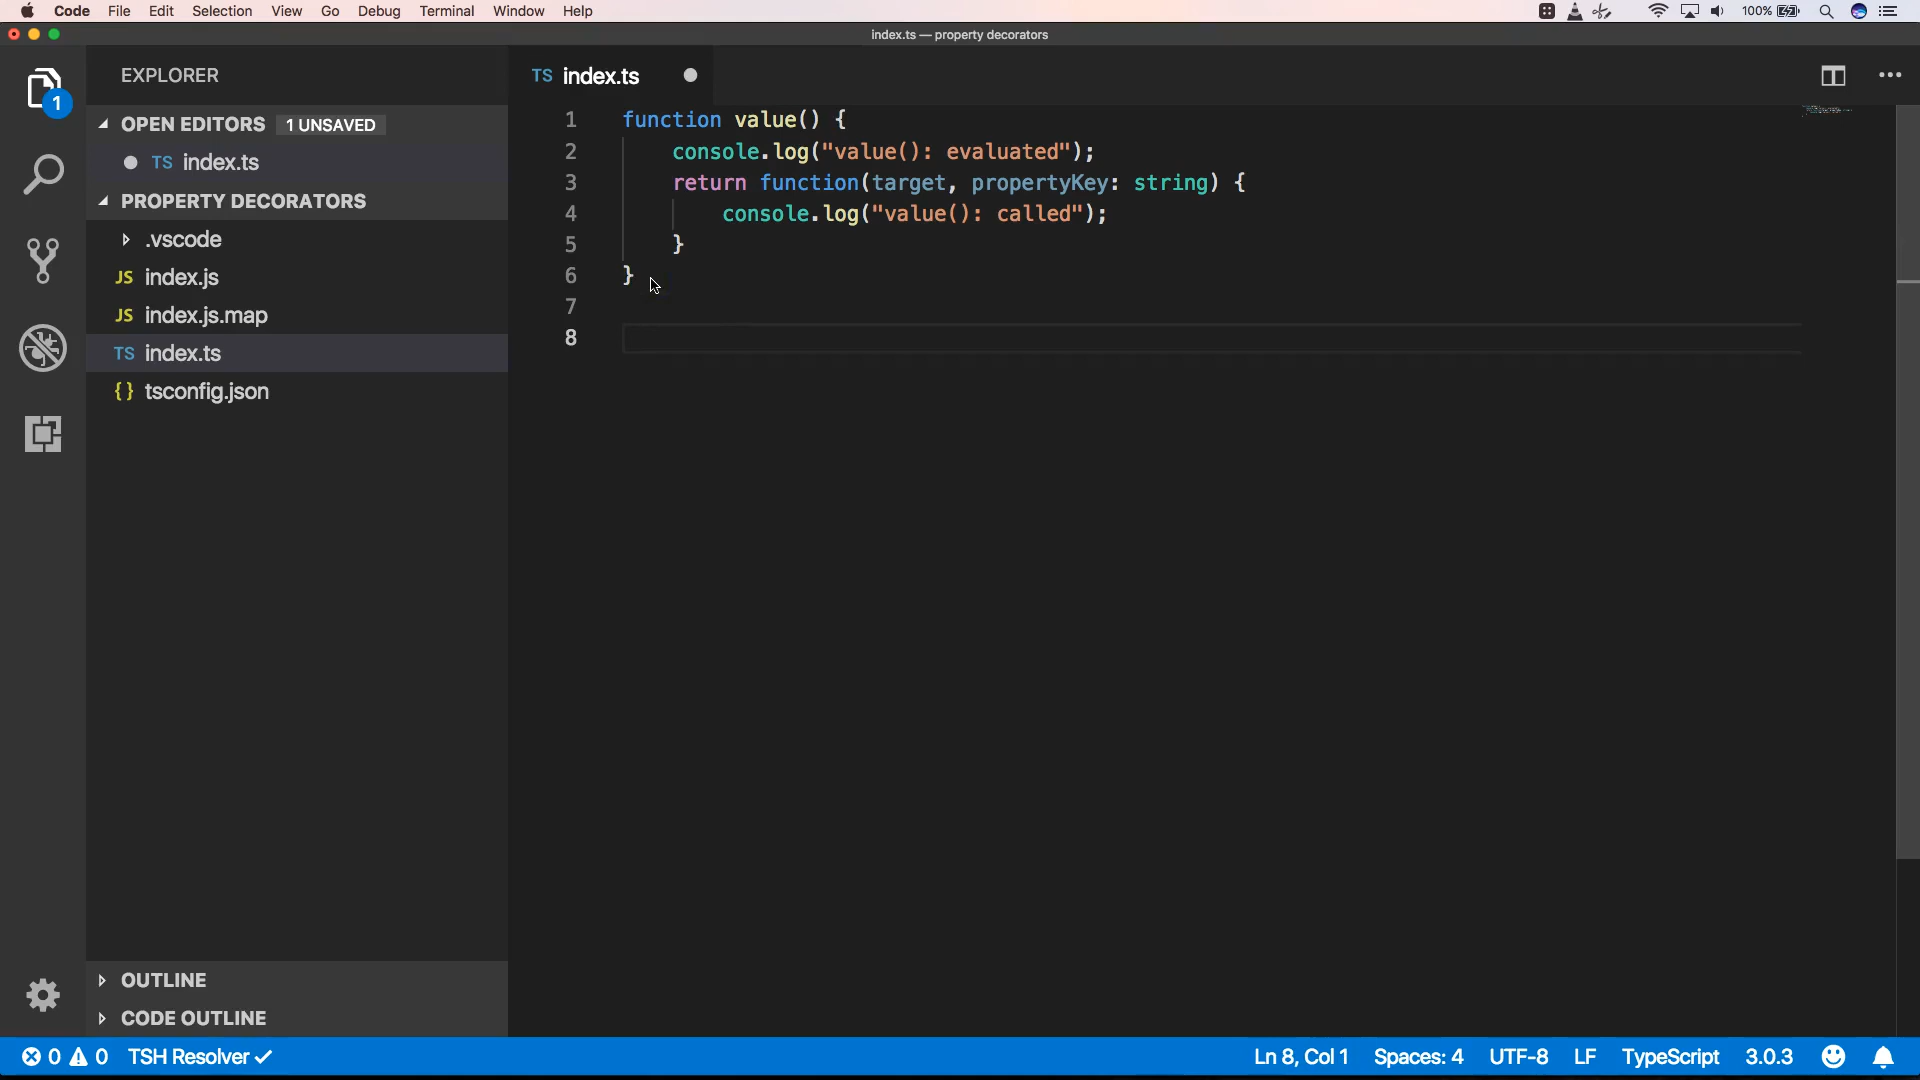 Code File Edit Selection View Go Debug Terminal Window Help 100%
index.ts — property decorators
EXPLORER
OPEN EDITORS 1 UNSAVED
TS index.ts
PROPERTY DECORATORS
.vscode
JS index.js
JS index.js.map
TS index.ts
{} tsconfig.json
OUTLINE
CODE OUTLINE
1
TS index.ts
1 function value() {
2 console.log("value(): evaluated");
3 return function(target, propertyKey: string) {
4 console.log("value(): called");
5 }
6 }
7
8
0 0 TSH Resolver Ln 8, Col 1 Spaces: 4 UTF-8 LF TypeScript 3.0.3